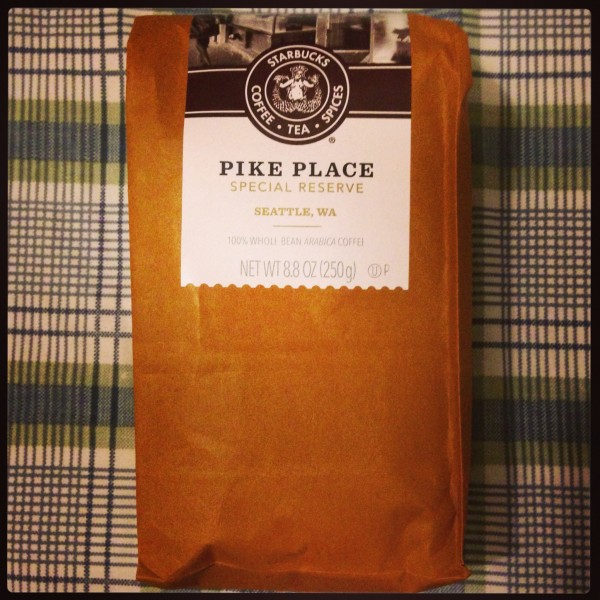 STARBUCKS
COFFEE • TEA • SPICES
®
PIKE PLACE
SPECIAL RESERVE
SEATTLE, WA
100% WHOLE BEAN ARABICA COFFEE
NET WT 8.8 OZ (250g) Ⓤ P